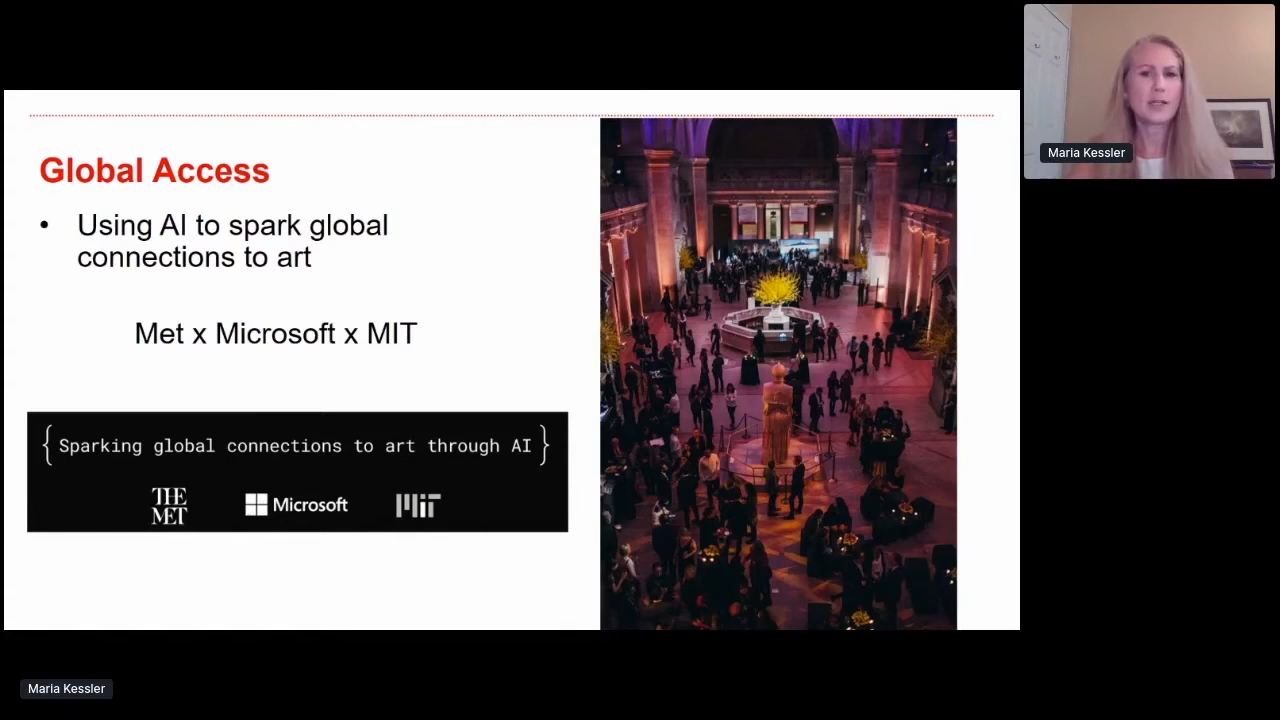 Global Access
• Using AI to spark global
connections to art
Met x Microsoft x MIT
{Sparking global connections to art through AI}
THE
MET
Microsoft
MIT
Maria Kessler
Maria Kessler